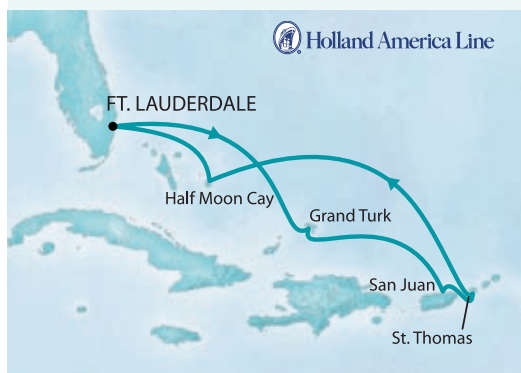 Holland America Line
FT. LAUDERDALE
Half Moon Cay
Grand Turk
San Juan
St. Thomas